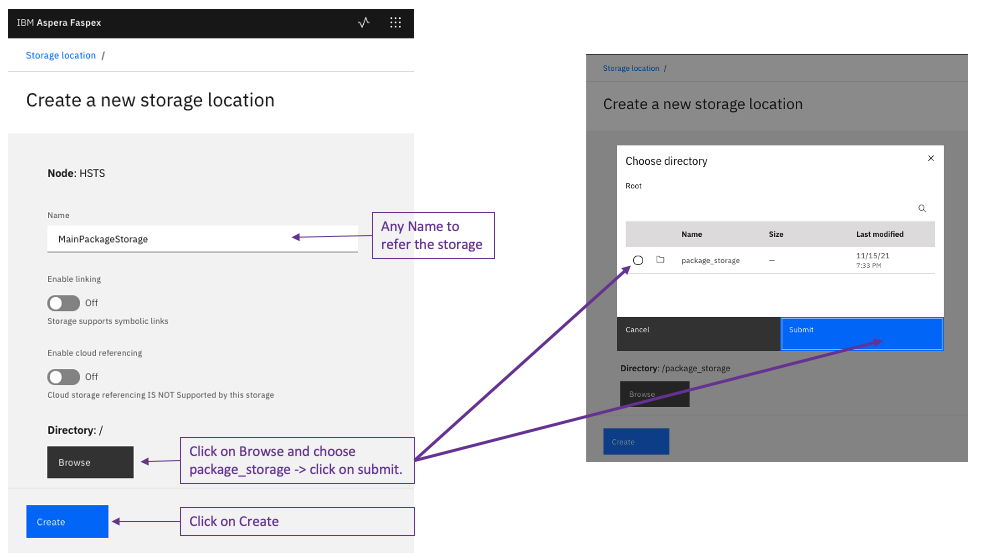 IBM Aspera Faspex
Storage location /
Create a new storage location
Node: HSTS
Name
MainPackageStorage
Any Name to
refer the storage
Enable linking
Off
Storage supports symbolic links
Enable cloud referencing
Off
Cloud storage referencing IS NOT Supported by this storage
Directory: /
Browse
Click on Browse and choose
package_storage -> click on submit.
Create
Click on Create
Storage location /
Create a new storage location
Choose directory
Root
Name Size Last modified
package_storage — 11/15/21
7:33 PM
Cancel Submit
Directory: /package_storage
Browse
Create